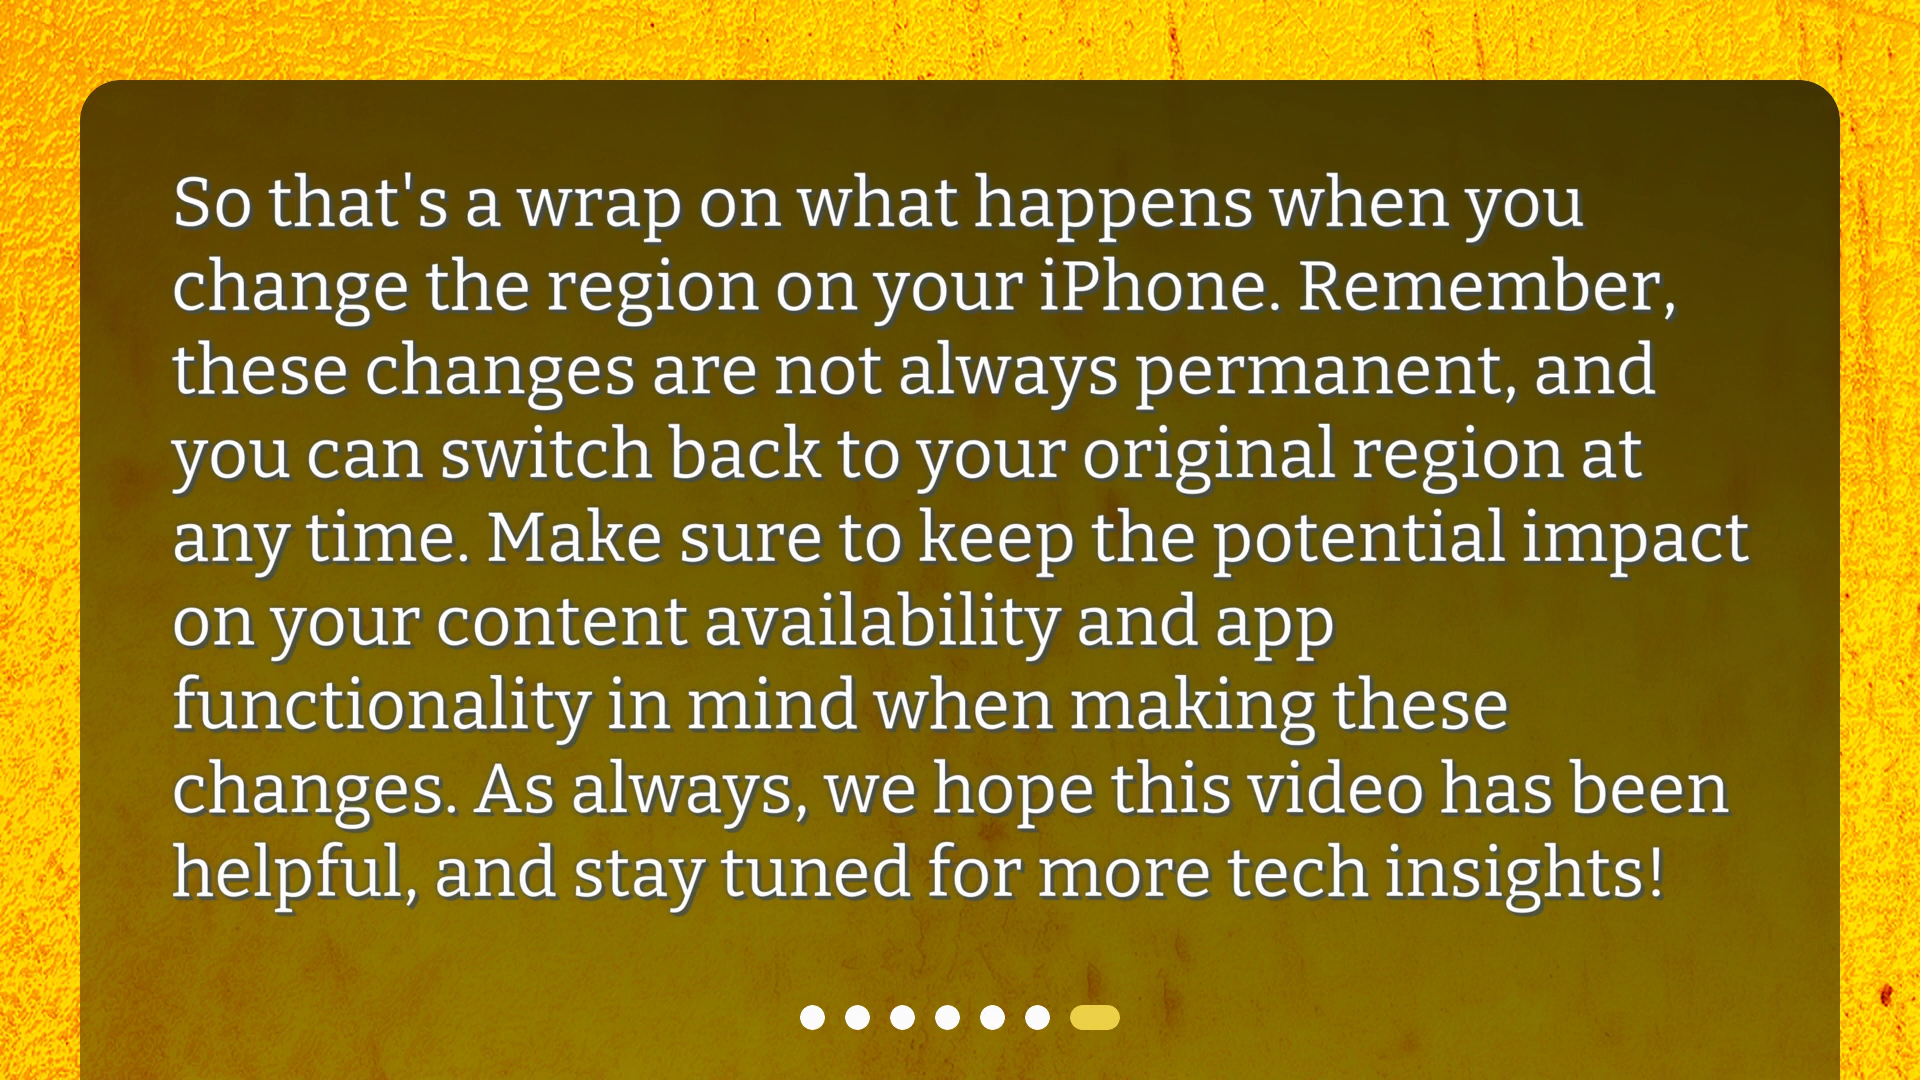 So that's a wrap on what happens when you
change the region on your iPhone. Remember,
these changes are not always permanent, and
you can switch back to your original region at
any time. Make sure to keep the potential impact
on your content availability and app
functionality in mind when making these
changes. As always, we hope this video has been
helpful, and stay tuned for more tech insights!